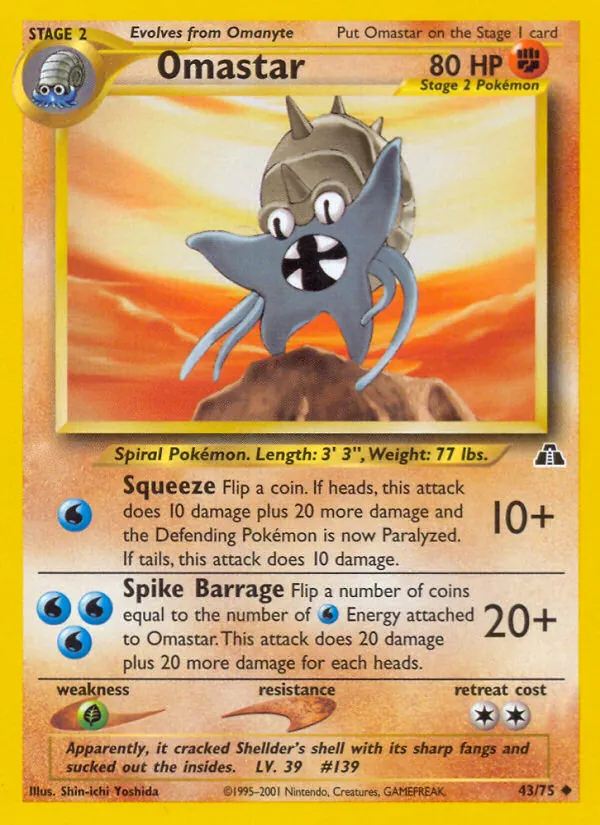 STAGE 2 Evolves from Omanyte Put Omastar on the Stage 1 card
Omastar 80 HP
Stage 2 Pokémon
Spiral Pokémon. Length: 3' 3", Weight: 77 lbs.
Squeeze Flip a coin. If heads, this attack
does 10 damage plus 20 more damage and
the Defending Pokémon is now Paralyzed.
If tails, this attack does 10 damage.
10+
Spike Barrage Flip a number of coins
equal to the number of Energy attached
to Omastar. This attack does 20 damage
plus 20 more damage for each heads.
20+
weakness resistance retreat cost
Apparently, it cracked Shellder's shell with its sharp fangs and
sucked out the insides. LV. 39 #139
Illus. Shin-ichi Yoshida ©1995-2001 Nintendo, Creatures, GAMEFREAK. 43/75